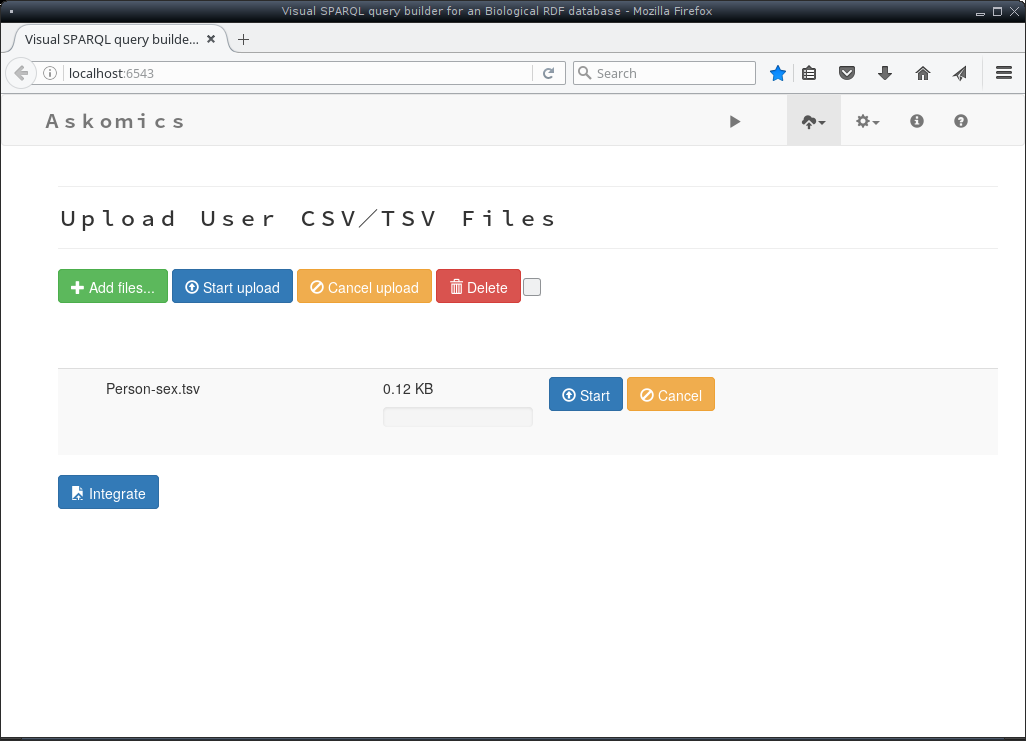 Visual SPARQL query builder for an Biological RDF database - Mozilla Firefox
Visual SPARQL query builde...
localhost:6543
Search
Askomics
Upload User CSV/TSV Files
Add files...
Start upload
Cancel upload
Delete
Person-sex.tsv
0.12 KB
Start
Cancel
Integrate